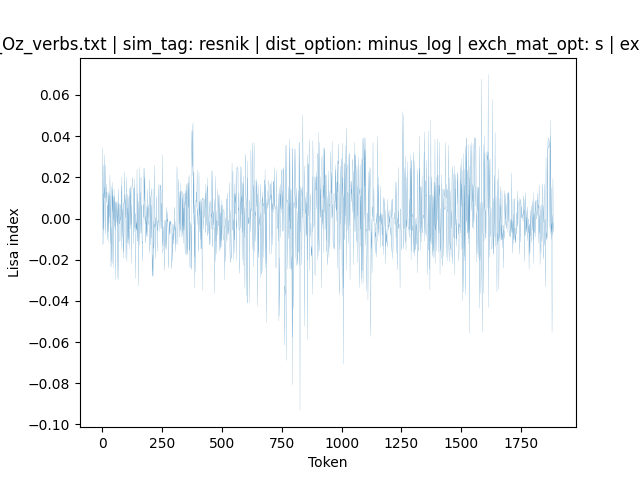 _Oz_verbs.txt | sim_tag: resnik | dist_option: minus_log | exch_mat_opt: s | ex
0.06
0.04
0.02
0.00
−0.02
−0.04
−0.06
−0.08
−0.10
Lisa index
0 250 500 750 1000 1250 1500 1750
Token